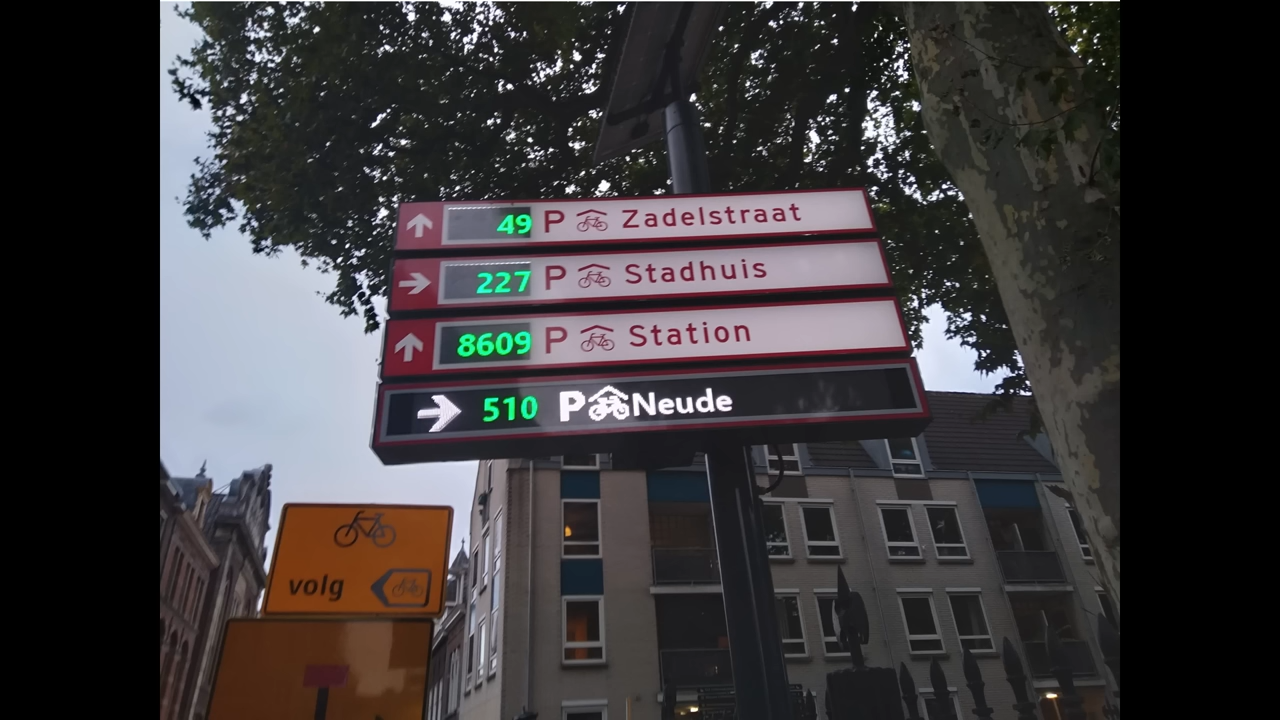 49 P Zadelstraat
227 P Stadhuis
8609 P Station
510 P Neude
volg